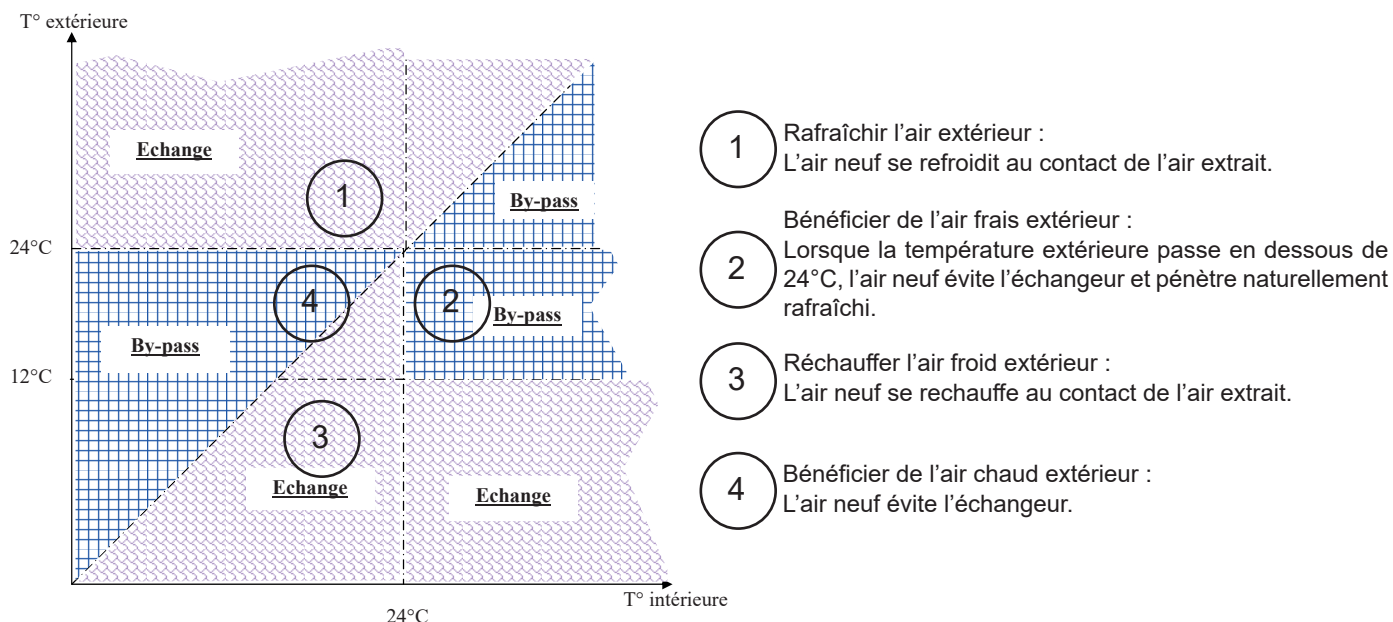 T° extérieure
Echange
1
By-pass
24°C
4
2
By-pass
By-pass
12°C
3
Echange
Echange
T° intérieure
24°C
1
Rafraîchir l’air extérieur :
L’air neuf se refroidit au contact de l’air extrait.
2
Bénéficier de l’air frais extérieur :
Lorsque la température extérieure passe en dessous de
24°C, l’air neuf évite l’échangeur et pénètre naturellement
rafraîchi.
3
Réchauffer l’air froid extérieur :
L’air neuf se rechauffe au contact de l’air extrait.
4
Bénéficier de l’air chaud extérieur :
L’air neuf évite l’échangeur.